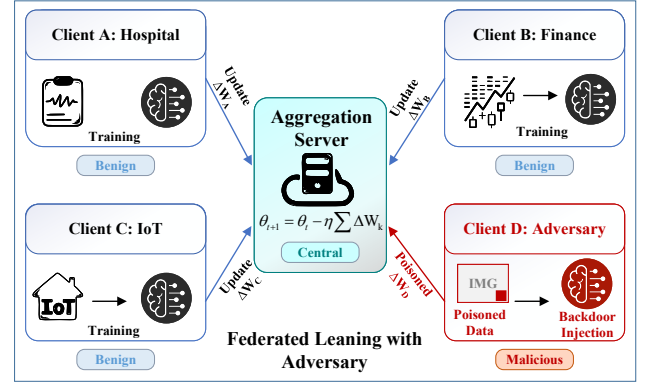 Client A: Hospital
Training
Benign
Update
ΔW_A
Client B: Finance
Training
Benign
Update
ΔW_B
Aggregation
Server
θ_{t+1} = θ_t − η∑ ΔW_k
Central
Client C: IoT
IoT
Training
Benign
Update
ΔW_C
Client D: Adversary
IMG
Poisoned
Data
Backdoor
Injection
Malicious
Poisoned
ΔW_D
Federated Leaning with
Adversary